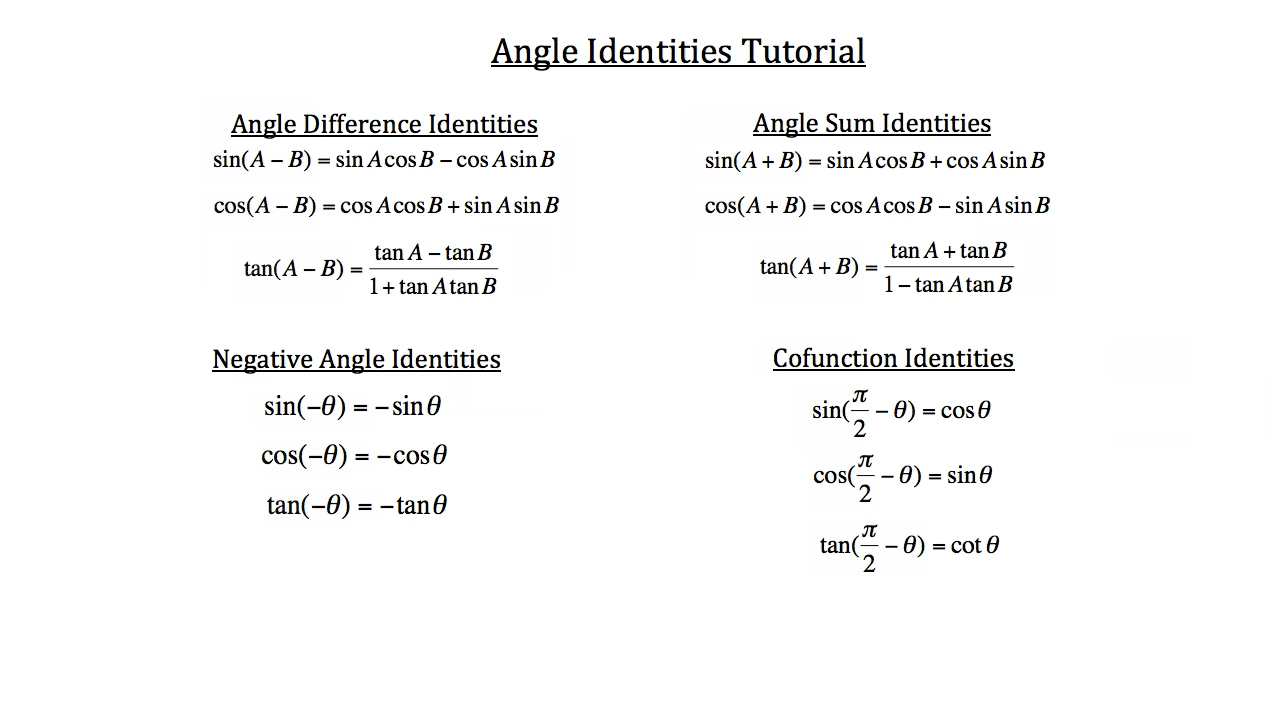 Angle Identities Tutorial
Angle Difference Identities
sin(A − B) = sin A cos B − cos A sin B
cos(A − B) = cos A cos B + sin A sin B
tan(A − B) = (tan A − tan B)/(1 + tan A tan B)
Angle Sum Identities
sin(A + B) = sin A cos B + cos A sin B
cos(A + B) = cos A cos B − sin A sin B
tan(A + B) = (tan A + tan B)/(1 − tan A tan B)
Negative Angle Identities
sin(−θ) = − sin θ
cos(−θ) = − cos θ
tan(−θ) = − tan θ
Cofunction Identities
sin(π/2 − θ) = cos θ
cos(π/2 − θ) = sin θ
tan(π/2 − θ) = cot θ